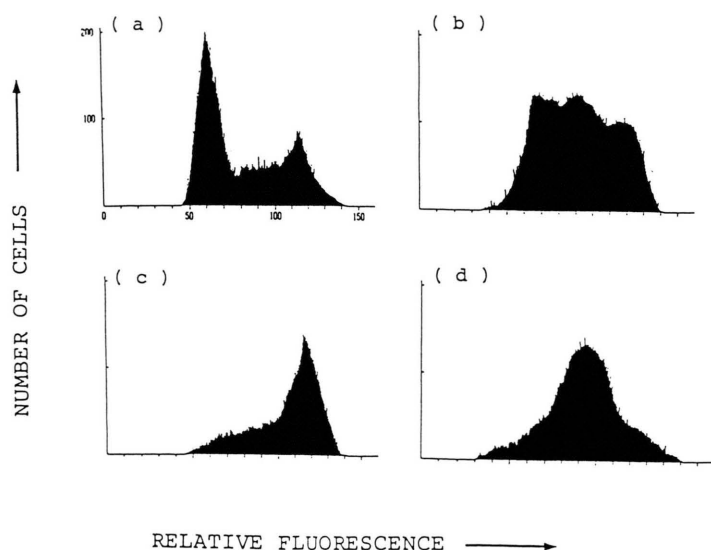 ( a )
( b )
200
100
0
50
100
150
( c )
( d )
NUMBER OF CELLS
RELATIVE FLUORESCENCE